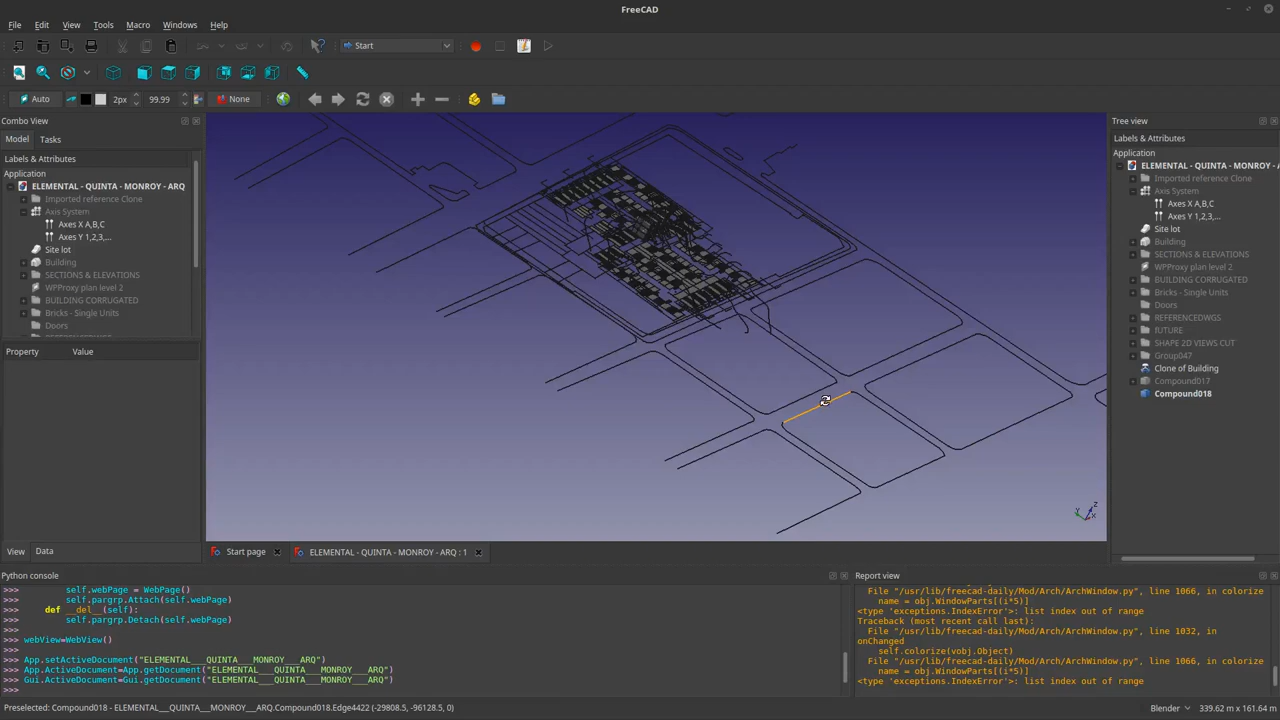 FreeCAD
File Edit View Tools Macro Windows Help
Start
Auto 2px 99.99 None
Combo View
Model Tasks
Labels & Attributes
Application
ELEMENTAL - QUINTA - MONROY - ARQ
Imported reference Clone
Axis System
Axes X A,B,C
Axes Y 1,2,3,...
Site lot
Building
SECTIONS & ELEVATIONS
WPProxy plan level 2
BUILDING CORRUGATED
Bricks - Single Units
Doors
Property Value
View Data
Tree view
Labels & Attributes
Application
ELEMENTAL - QUINTA - MONROY - A
Imported reference Clone
Axis System
Axes X A,B,C
Axes Y 1,2,3,...
Site lot
Building
SECTIONS & ELEVATIONS
WPProxy plan level 2
BUILDING CORRUGATED
Bricks - Single Units
Doors
REFERENCEDWGS
fUTURE
SHAPE 2D VIEWS CUT
Group047
Clone of Building
Compound017
Compound018
z
y
x
Start page ELEMENTAL - QUINTA - MONROY - ARQ : 1
Python console
>>> self.webPage = WebPage()
>>> self.pargrp.Attach(self.webPage)
>>> def __del__(self):
>>> self.pargrp.Detach(self.webPage)
>>>
>>> webView=WebView()
>>>
>>> App.setActiveDocument("ELEMENTAL___QUINTA___MONROY___ARQ")
>>> App.ActiveDocument=App.getDocument("ELEMENTAL___QUINTA___MONROY___ARQ")
>>> Gui.ActiveDocument=Gui.getDocument("ELEMENTAL___QUINTA___MONROY___ARQ")
>>>
Report view
File "/usr/lib/freecad-daily/Mod/Arch/ArchWindow.py", line 1066, in colorize
name = obj.WindowParts[(i*5)]
<type 'exceptions.IndexError'>: list index out of range
Traceback (most recent call last):
File "/usr/lib/freecad-daily/Mod/Arch/ArchWindow.py", line 1032, in
onChanged
self.colorize(vobj.Object)
File "/usr/lib/freecad-daily/Mod/Arch/ArchWindow.py", line 1066, in colorize
name = obj.WindowParts[(i*5)]
<type 'exceptions.IndexError'>: list index out of range
Preselected: Compound018 - ELEMENTAL___QUINTA___MONROY___ARQ.Compound018.Edge4422 (-29808.5, -96128.5, 0)
Blender 339.62 m x 161.64 m